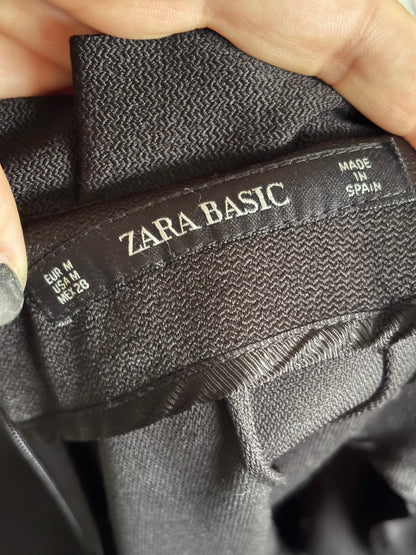 EUR M
USA M
MEX 28
ZARA BASIC
MADE
IN
SPAIN